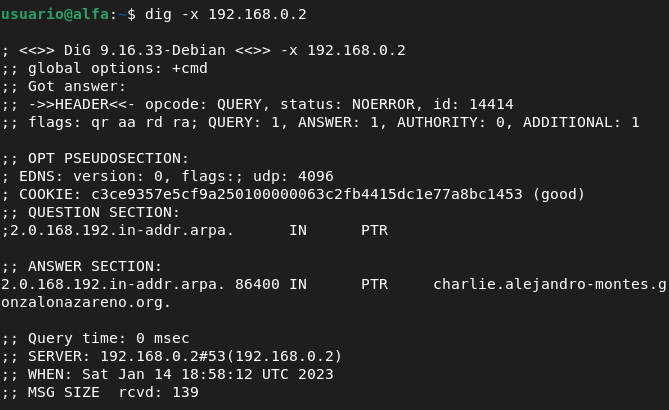 usuario@alfa:~$ dig -x 192.168.0.2

; <<>> DiG 9.16.33-Debian <<>> -x 192.168.0.2
;; global options: +cmd
;; Got answer:
;; ->>HEADER<<- opcode: QUERY, status: NOERROR, id: 14414
;; flags: qr aa rd ra; QUERY: 1, ANSWER: 1, AUTHORITY: 0, ADDITIONAL: 1

;; OPT PSEUDOSECTION:
; EDNS: version: 0, flags:; udp: 4096
; COOKIE: c3ce9357e5cf9a250100000063c2fb4415dc1e77a8bc1453 (good)
;; QUESTION SECTION:
;2.0.168.192.in-addr.arpa.      IN      PTR

;; ANSWER SECTION:
2.0.168.192.in-addr.arpa. 86400 IN      PTR     charlie.alejandro-montes.g
onzalonazareno.org.

;; Query time: 0 msec
;; SERVER: 192.168.0.2#53(192.168.0.2)
;; WHEN: Sat Jan 14 18:58:12 UTC 2023
;; MSG SIZE  rcvd: 139